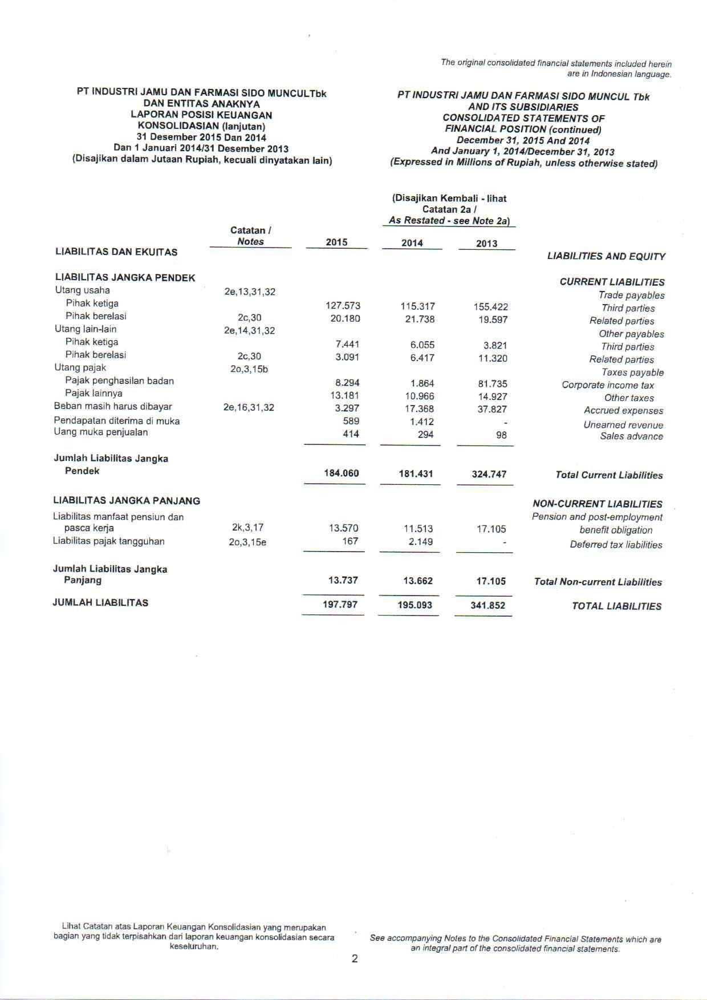 The original consolidated financial statements included herein
are in Indonesian language.
PT INDUSTRI JAMU DAN FARMASI SIDO MUNCULTbk
DAN ENTITAS ANAKNYA
LAPORAN POSISI KEUANGAN
KONSOLIDASIAN (lanjutan)
31 Desember 2015 Dan 2014
Dan 1 Januari 2014/31 Desember 2013
(Disajikan dalam Jutaan Rupiah, kecuali dinyatakan lain)
PT INDUSTRI JAMU DAN FARMASI SIDO MUNCUL Tbk
AND ITS SUBSIDIARIES
CONSOLIDATED STATEMENTS OF
FINANCIAL POSITION (continued)
December 31, 2015 And 2014
And January 1, 2014/December 31, 2013
(Expressed in Millions of Rupiah, unless otherwise stated)
(Disajikan Kembali - lihat
Catatan 2a /
As Restated - see Note 2a)
Catatan /
Notes 2015 2014 2013
LIABILITAS DAN EKUITAS LIABILITIES AND EQUITY
LIABILITAS JANGKA PENDEK CURRENT LIABILITIES
Utang usaha 2e,13,31,32 Trade payables
Pihak ketiga 127.573 115.317 155.422 Third parties
Pihak berelasi 2c,30 20.180 21.738 19.597 Related parties
Utang lain-lain 2e,14,31,32 Other payables
Pihak ketiga 7.441 6.055 3.821 Third parties
Pihak berelasi 2c,30 3.091 6.417 11.320 Related parties
Utang pajak 2o,3,15b Taxes payable
Pajak penghasilan badan 8.294 1.864 81.735 Corporate income tax
Pajak lainnya 13.181 10.966 14.927 Other taxes
Beban masih harus dibayar 2e,16,31,32 3.297 17.368 37.827 Accrued expenses
Pendapatan diterima di muka 589 1.412 - Unearned revenue
Uang muka penjualan 414 294 98 Sales advance
Jumlah Liabilitas Jangka
Pendek 184.060 181.431 324.747 Total Current Liabilities
LIABILITAS JANGKA PANJANG NON-CURRENT LIABILITIES
Liabilitas manfaat pensiun dan Pension and post-employment
pasca kerja 2k,3,17 13.570 11.513 17.105 benefit obligation
Liabilitas pajak tangguhan 2o,3,15e 167 2.149 - Deferred tax liabilities
Jumlah Liabilitas Jangka
Panjang 13.737 13.662 17.105 Total Non-current Liabilities
JUMLAH LIABILITAS 197.797 195.093 341.852 TOTAL LIABILITIES
Lihat Catatan atas Laporan Keuangan Konsolidasian yang merupakan
bagian yang tidak terpisahkan dari laporan keuangan konsolidasian secara
keseluruhan.
See accompanying Notes to the Consolidated Financial Statements which are
an integral part of the consolidated financial statements.
2